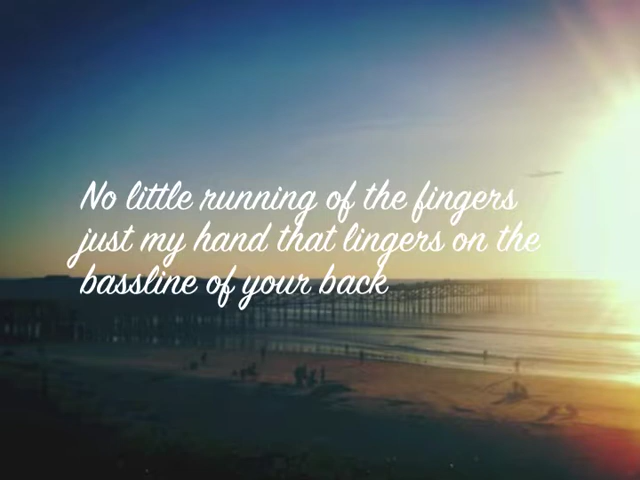 No little running of the fingers
just my hand that lingers on the
bassline of your back